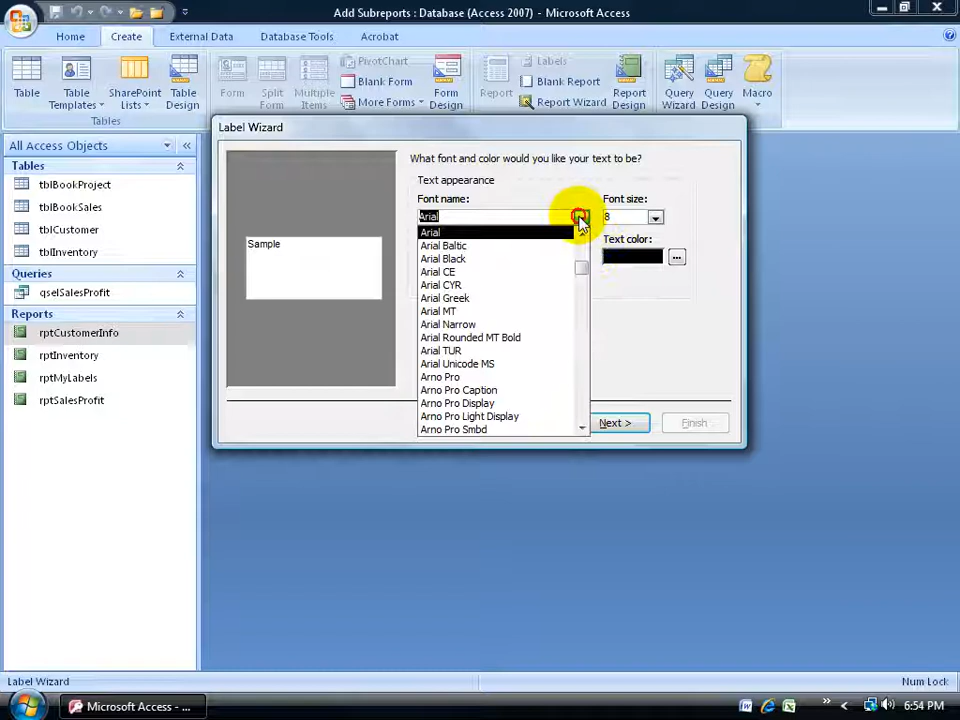 Add Subreports : Database (Access 2007) - Microsoft Access
Home
Create
External Data
Database Tools
Acrobat
Table
Table Templates
SharePoint Lists
Table Design
Tables
Form
Split Form
Multiple Items
PivotChart
Blank Form
More Forms
Form Design
Report
Labels
Blank Report
Report Wizard
Report Design
Query Wizard
Query Design
Macro
All Access Objects
Tables
tblBookProject
tblBookSales
tblCustomer
tblInventory
Queries
qselSalesProfit
Reports
rptCustomerInfo
rptInventory
rptMyLabels
rptSalesProfit
Label Wizard
Sample
What font and color would you like your text to be?
Text appearance
Font name:
Font size:
Arial
8
Text color:
...
Arial
Arial Baltic
Arial Black
Arial CE
Arial CYR
Arial Greek
Arial MT
Arial Narrow
Arial Rounded MT Bold
Arial TUR
Arial Unicode MS
Arno Pro
Arno Pro Caption
Arno Pro Display
Arno Pro Light Display
Arno Pro Smbd
Next >
Finish
Label Wizard
Num Lock
Microsoft Access - ...
6:54 PM